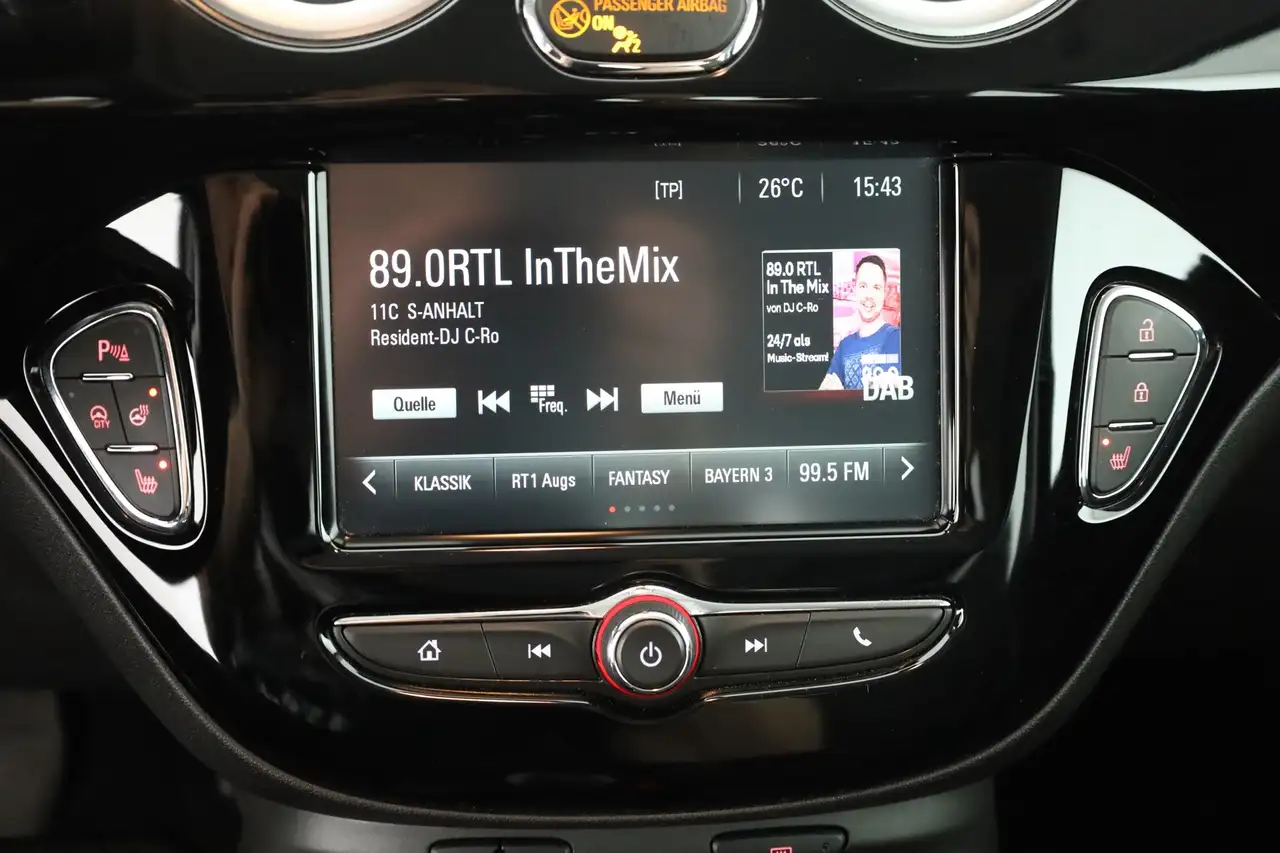 PASSENGER AIRBAG
ON
[TP]
26°C
15:43
89.0RTL InTheMix
11C S-ANHALT
Resident-DJ C-Ro
89.0 RTL
In The Mix
von DJ C-Ro
24/7 als
Music-Stream!
DAB
Quelle
Freq.
Menü
KLASSIK
RT1 Augs
FANTASY
BAYERN 3
99.5 FM
P
CITY